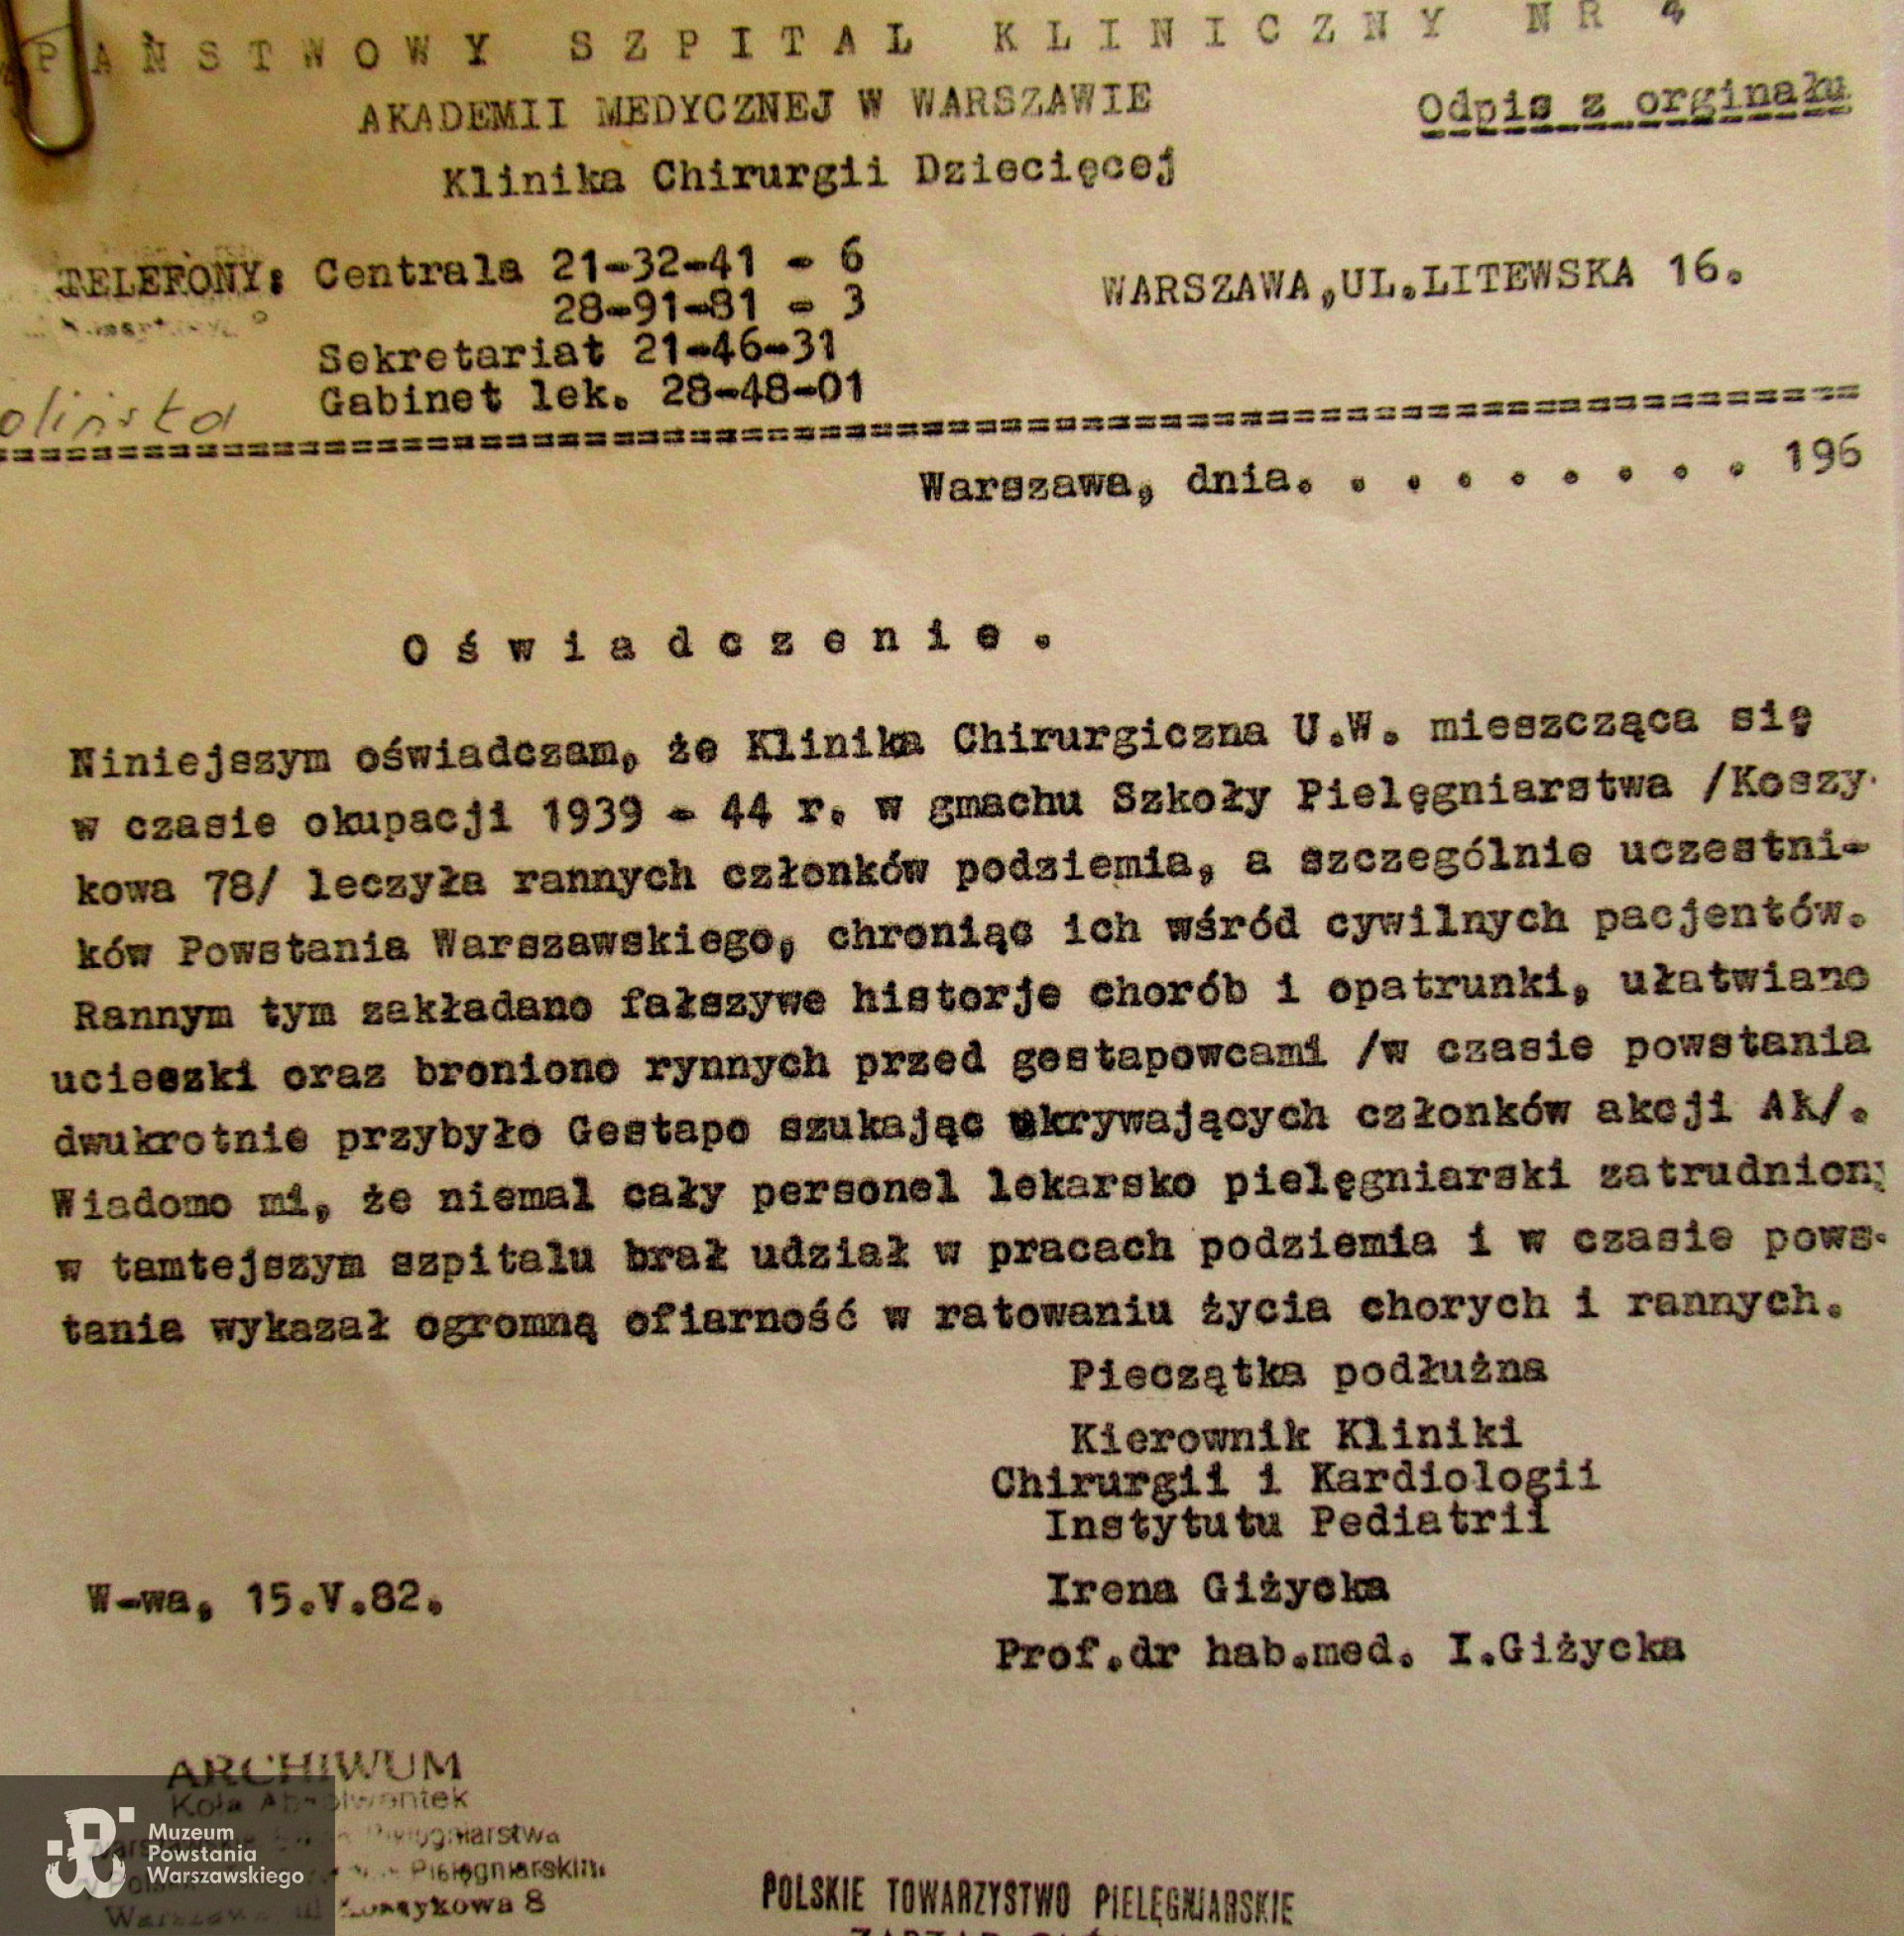 PAŃSTWOWY SZPITAL KLINICZNY NR 4
AKADEMII MEDYCZNEJ W WARSZAWIE
Odpis z orginału
Klinika Chirurgii Dziecięcej
TELEFONY: Centrala 21-32-41 - 6
28-91-81 - 3
WARSZAWA,UL.LITEWSKA 16.
Sekretariat 21-46-31
Gabinet lek. 28-48-01
Warszawa, dnia. . . . . . . . . 196
Oświadczenie.
Niniejszym oświadczam, że Klinika Chirurgiczna U.W. mieszcząca się
w czasie okupacji 1939 - 44 r. w gmachu Szkoły Pielęgniarstwa /Koszy-
kowa 78/ leczyła rannych członków podziemia, a szczególnie uczestni-
ków Powstania Warszawskiego, chroniąc ich wśród cywilnych pacjentów.
Rannym tym zakładano fałszywe historje chorób i opatrunki, ułatwiano
ucieszki oraz broniono rynnych przed gestapowcami /w czasie powstania
dwukrotnie przybyło Gestapo szukając ukrywających członków akcji AK/.
Wiadomo mi, że niemal cały personel lekarsko pielęgniarski zatrudniony
w tamtejszym szpitalu brał udział w pracach podziemia i w czasie pows-
tania wykazał ogromną ofiarność w ratowaniu życia chorych i rannych.
Pieczątka podłużna
Kierownik Kliniki
Chirurgii i Kardiologii
Instytutu Pediatrii
W-wa, 15.V.82.
Irena Giżycka
Prof.dr hab.med. I.Giżycka
ARCHIWUM
Koła Absolwentek
Pielęgniarstwa
Pielęgniarskim
Koszykowa 8
Muzeum
Powstania
Warszawskiego
POLSKIE TOWARZYSTWO PIELĘGNIARSKIE